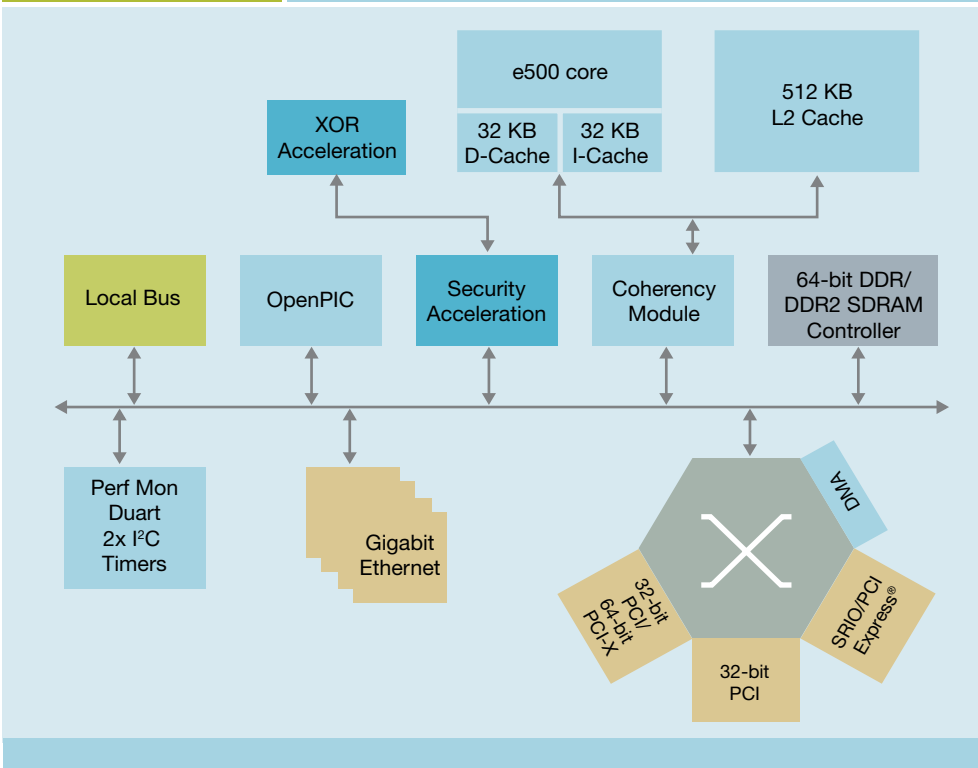 e500 core
32 KB
D-Cache
32 KB
I-Cache
512 KB
L2 Cache
XOR
Acceleration
Local Bus
OpenPIC
Security
Acceleration
Coherency
Module
64-bit DDR/
DDR2 SDRAM
Controller
Perf Mon
Duart
2x I²C
Timers
Gigabit
Ethernet
DMA
32-bit
PCI/
64-bit
PCI-X
32-bit
PCI
SRIO/PCI
Express®